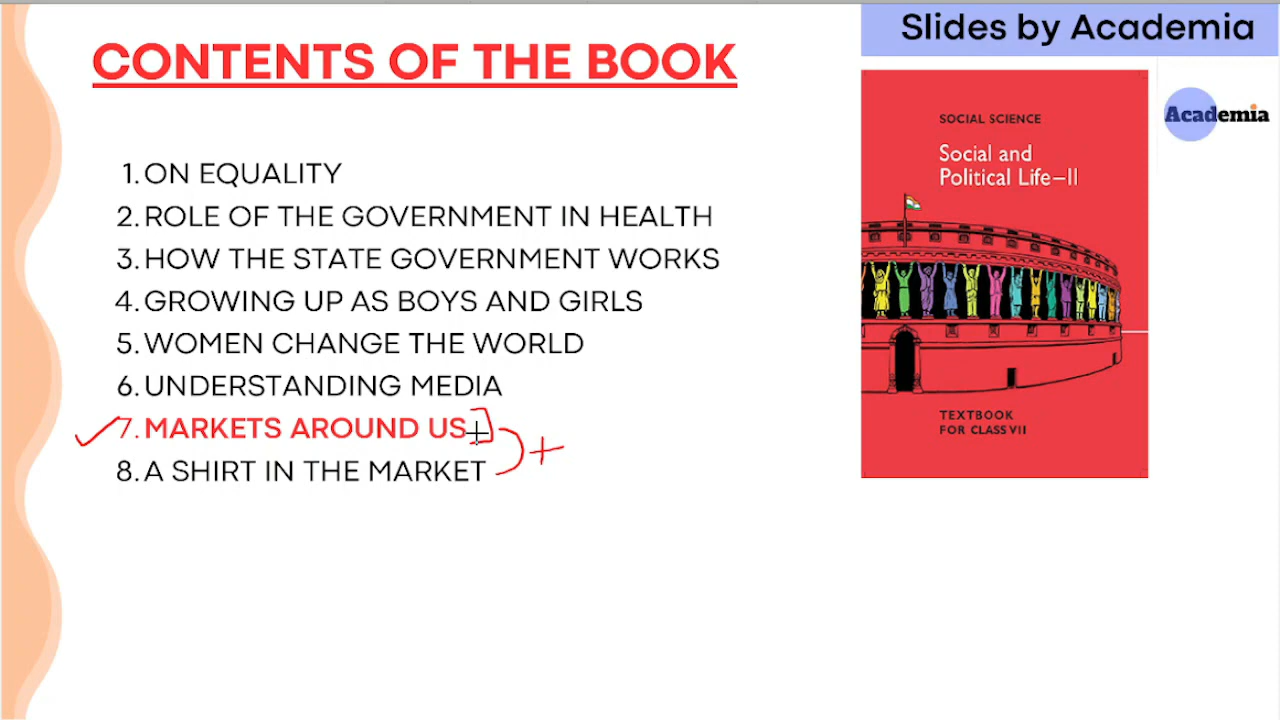 CONTENTS OF THE BOOK
1. ON EQUALITY
2. ROLE OF THE GOVERNMENT IN HEALTH
3. HOW THE STATE GOVERNMENT WORKS
4. GROWING UP AS BOYS AND GIRLS
5. WOMEN CHANGE THE WORLD
6. UNDERSTANDING MEDIA
7. MARKETS AROUND US
8. A SHIRT IN THE MARKET
Slides by Academia
SOCIAL SCIENCE
Social and
Political Life–II
TEXTBOOK
FOR CLASS VII
Academia